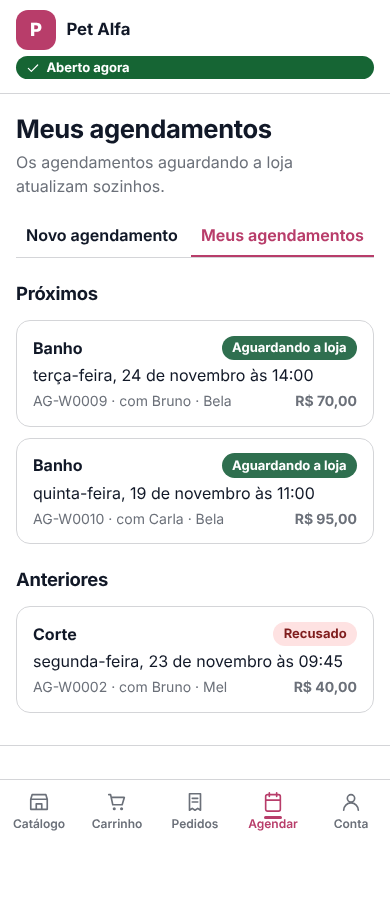 P
Pet Alfa
Aberto agora
Meus agendamentos
Os agendamentos aguardando a loja
atualizam sozinhos.
Novo agendamento
Meus agendamentos
Próximos
Banho
Aguardando a loja
terça-feira, 24 de novembro às 14:00
AG-W0009 · com Bruno · Bela
R$ 70,00
Banho
Aguardando a loja
quinta-feira, 19 de novembro às 11:00
AG-W0010 · com Carla · Bela
R$ 95,00
Anteriores
Corte
Recusado
segunda-feira, 23 de novembro às 09:45
AG-W0002 · com Bruno · Mel
R$ 40,00
Catálogo
Carrinho
Pedidos
Agendar
Conta